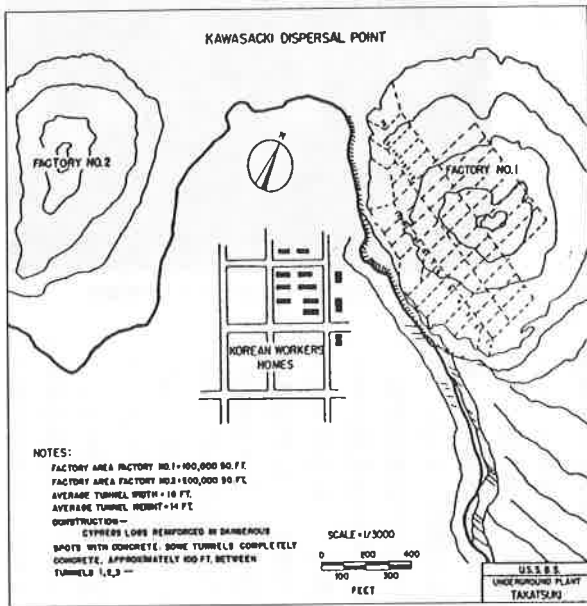 KAWASACKI DISPERSAL POINT
FACTORY NO.2
FACTORY NO.1
N
KOREAN WORKERS
HOMES
NOTES:
FACTORY AREA FACTORY NO.1=100,000 SQ. FT.
FACTORY AREA FACTORY NO.2=200,000 SQ. FT.
AVERAGE TUNNEL WIDTH = 16 FT.
AVERAGE TUNNEL HEIGHT = 14 FT.
CONSTRUCTION—
CYPRESS LOGS REINFORCED IN DANGEROUS
SPOTS WITH CONCRETE. SOME TUNNELS COMPLETELY
CONCRETE, APPROXIMATELY 100 FT. BETWEEN
TUNNELS 1,2,3 —
SCALE = 1/3000
0 200 400
100 300
FEET
U.S.S.B.S.
UNDERGROUND PLANT
TAKATSUKI